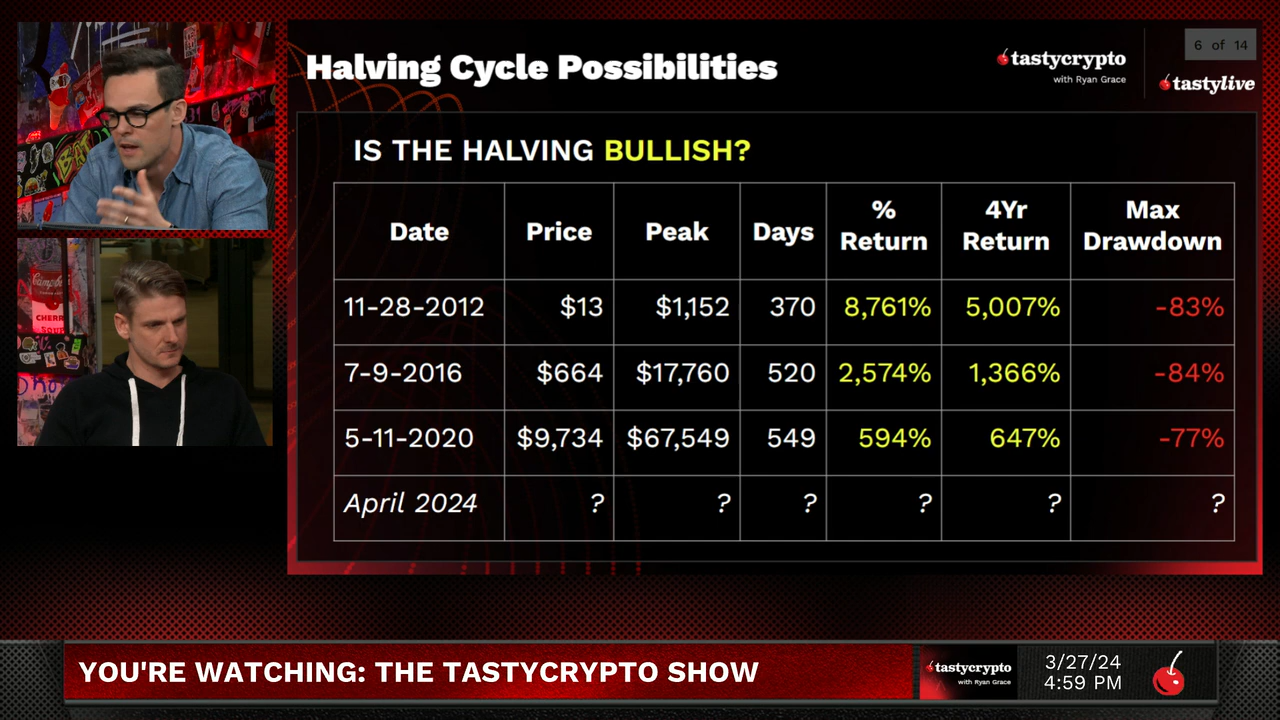 Halving Cycle Possibilities
tastycrypto
with Ryan Grace
6 of 14
tastylive
IS THE HALVING BULLISH?
Date Price Peak Days % Return 4Yr Return Max Drawdown
11-28-2012 $13 $1,152 370 8,761% 5,007% -83%
7-9-2016 $664 $17,760 520 2,574% 1,366% -84%
5-11-2020 $9,734 $67,549 549 594% 647% -77%
April 2024 ? ? ? ? ? ?
Campbell's
CHERRY
SOUP
YOU'RE WATCHING: THE TASTYCRYPTO SHOW
tastycrypto
with Ryan Grace
3/27/24
4:59 PM